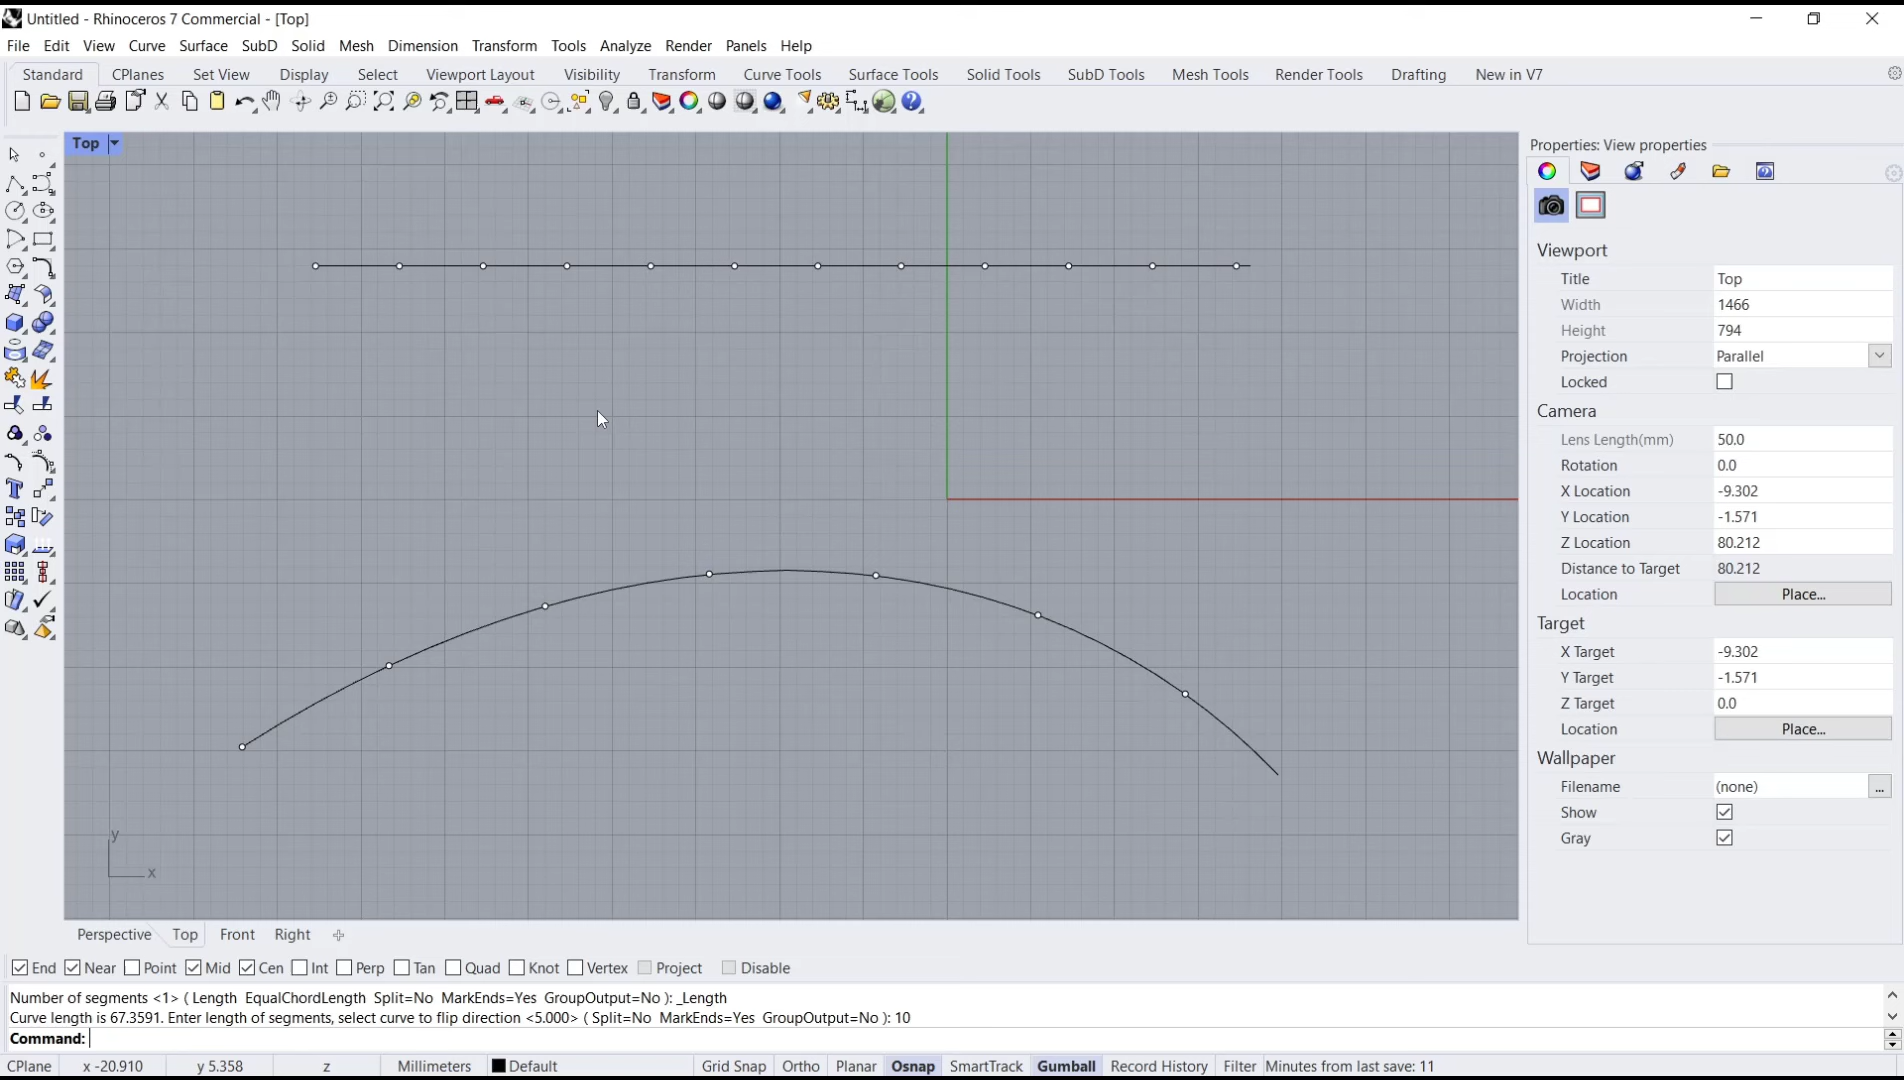 Untitled - Rhinoceros 7 Commercial - [Top]
File Edit View Curve Surface SubD Solid Mesh Dimension Transform Tools Analyze Render Panels Help
Standard CPlanes Set View Display Select Viewport Layout Visibility Transform Curve Tools Surface Tools Solid Tools SubD Tools Mesh Tools Render Tools Drafting New in V7
Top
Properties: View properties
Viewport
Title Top
Width 1466
Height 794
Projection Parallel
Locked
Camera
Lens Length(mm) 50.0
Rotation 0.0
X Location -9.302
Y Location -1.571
Z Location 80.212
Distance to Target 80.212
Location Place...
Target
X Target -9.302
Y Target -1.571
Z Target 0.0
Location Place...
Wallpaper
Filename (none) ...
Show
Gray
y
x
Perspective Top Front Right
End Near Point Mid Cen Int Perp Tan Quad Knot Vertex Project Disable
Number of segments <1> ( Length EqualChordLength Split=No MarkEnds=Yes GroupOutput=No ): _Length
Curve length is 67.3591. Enter length of segments, select curve to flip direction <5.000> ( Split=No MarkEnds=Yes GroupOutput=No ): 10
Command:
CPlane x -20.910 y 5.358 z Millimeters Default Grid Snap Ortho Planar Osnap SmartTrack Gumball Record History Filter Minutes from last save: 11